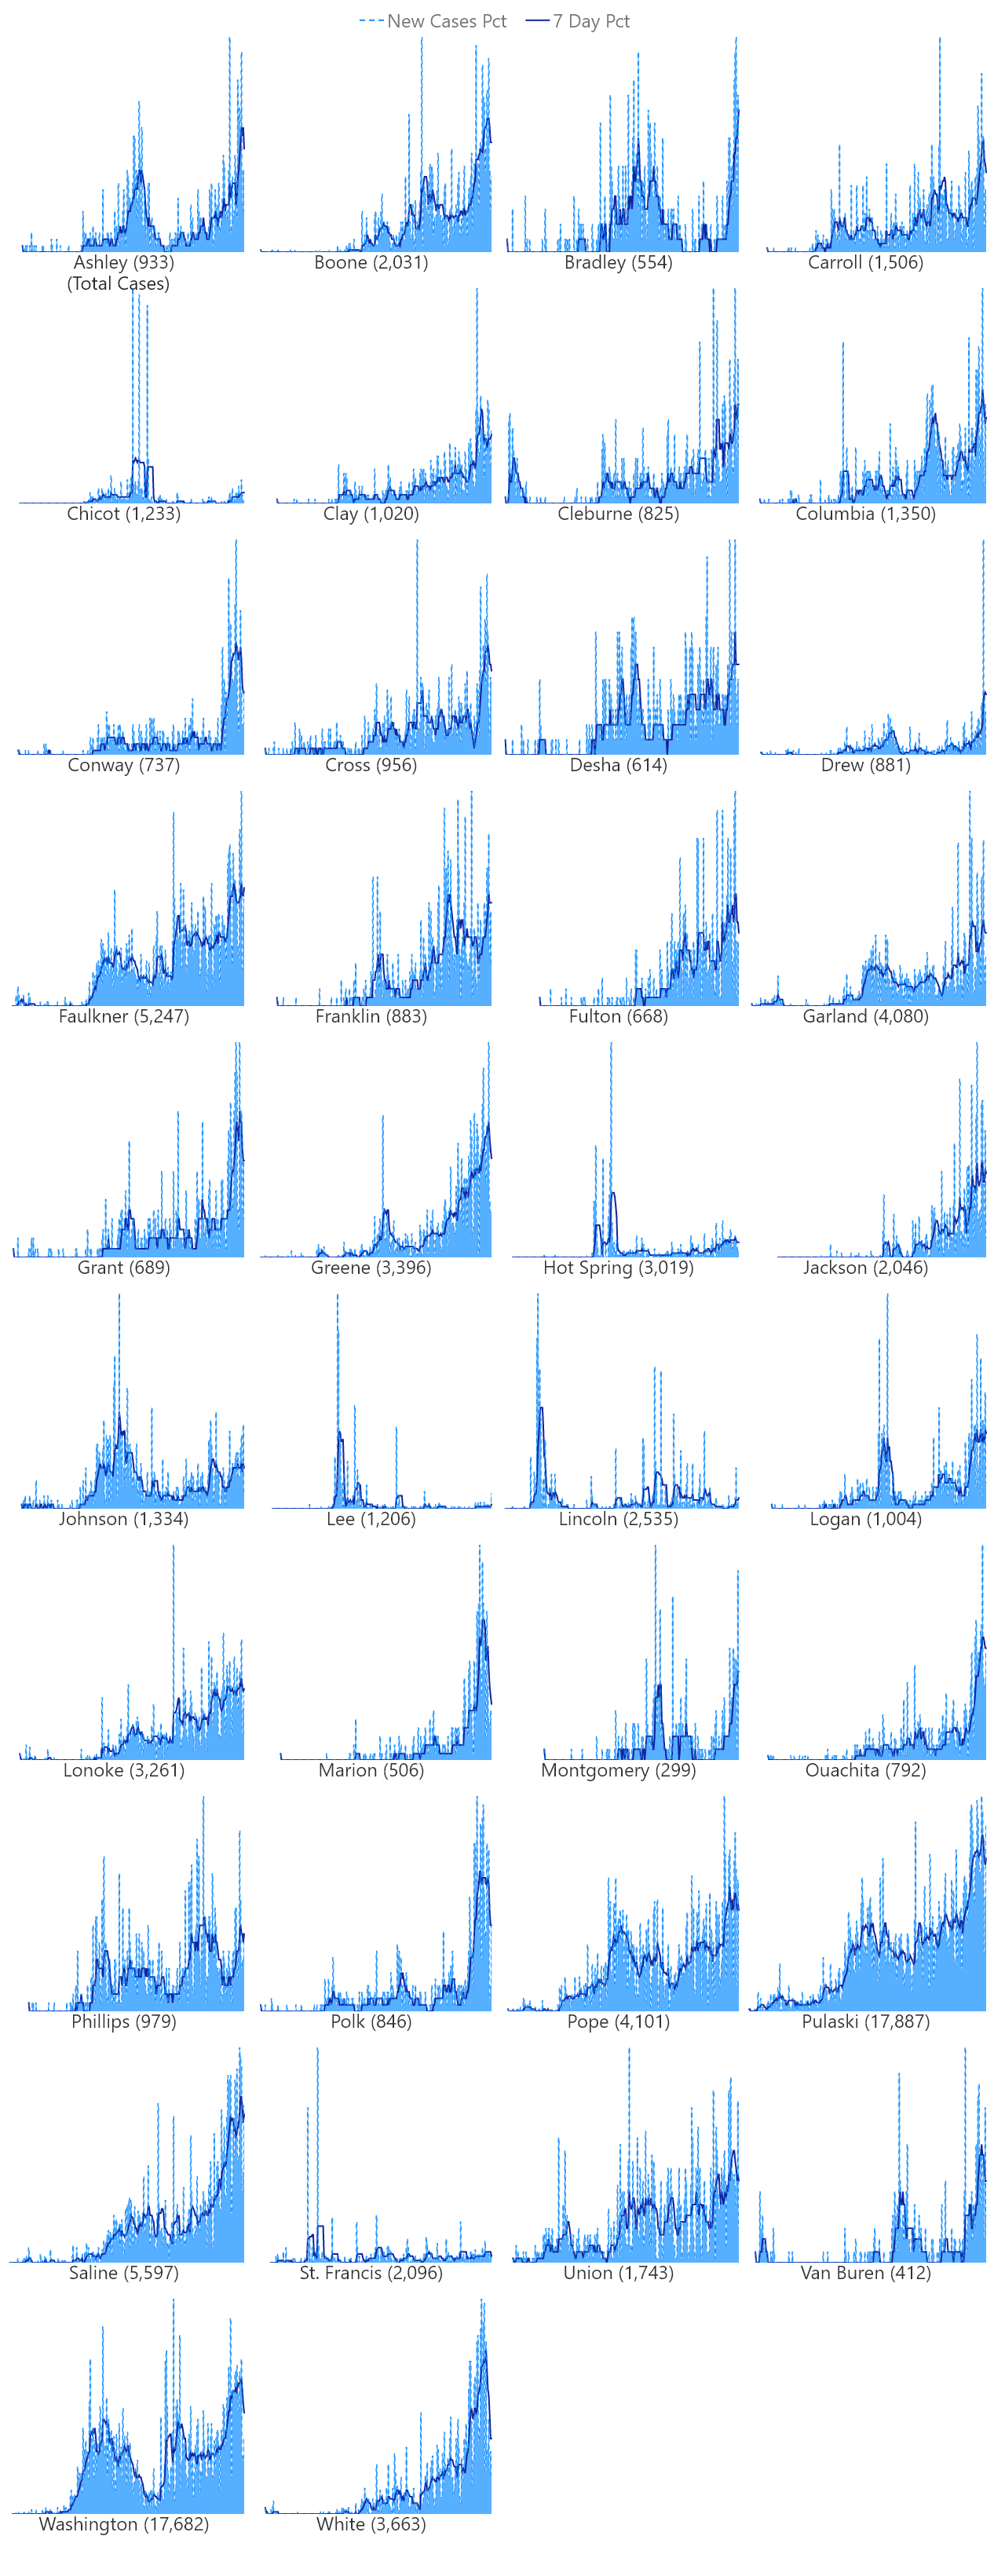 New Cases Pct 7 Day Pct
Ashley (933) Boone (2,031) Bradley (554) Carroll (1,506)
(Total Cases)
Chicot (1,233) Clay (1,020) Cleburne (825) Columbia (1,350)
Conway (737) Cross (956) Desha (614) Drew (881)
Faulkner (5,247) Franklin (883) Fulton (668) Garland (4,080)
Grant (689) Greene (3,396) Hot Spring (3,019) Jackson (2,046)
Johnson (1,334) Lee (1,206) Lincoln (2,535) Logan (1,004)
Lonoke (3,261) Marion (506) Montgomery (299) Ouachita (792)
Phillips (979) Polk (846) Pope (4,101) Pulaski (17,887)
Saline (5,597) St. Francis (2,096) Union (1,743) Van Buren (412)
Washington (17,682) White (3,663)